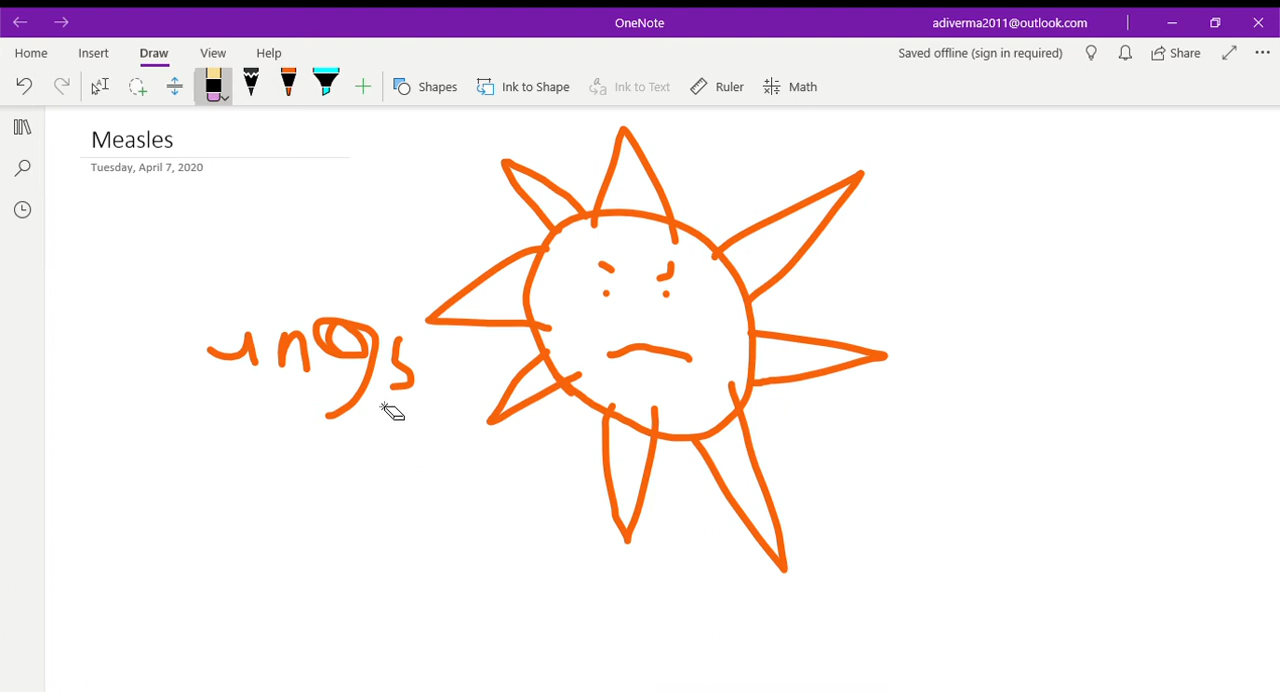 OneNote
adiverma2011@outlook.com
Home Insert Draw View Help
Saved offline (sign in required) Share
Shapes Ink to Shape Ink to Text Ruler Math
Measles
Tuesday, April 7, 2020
ungs